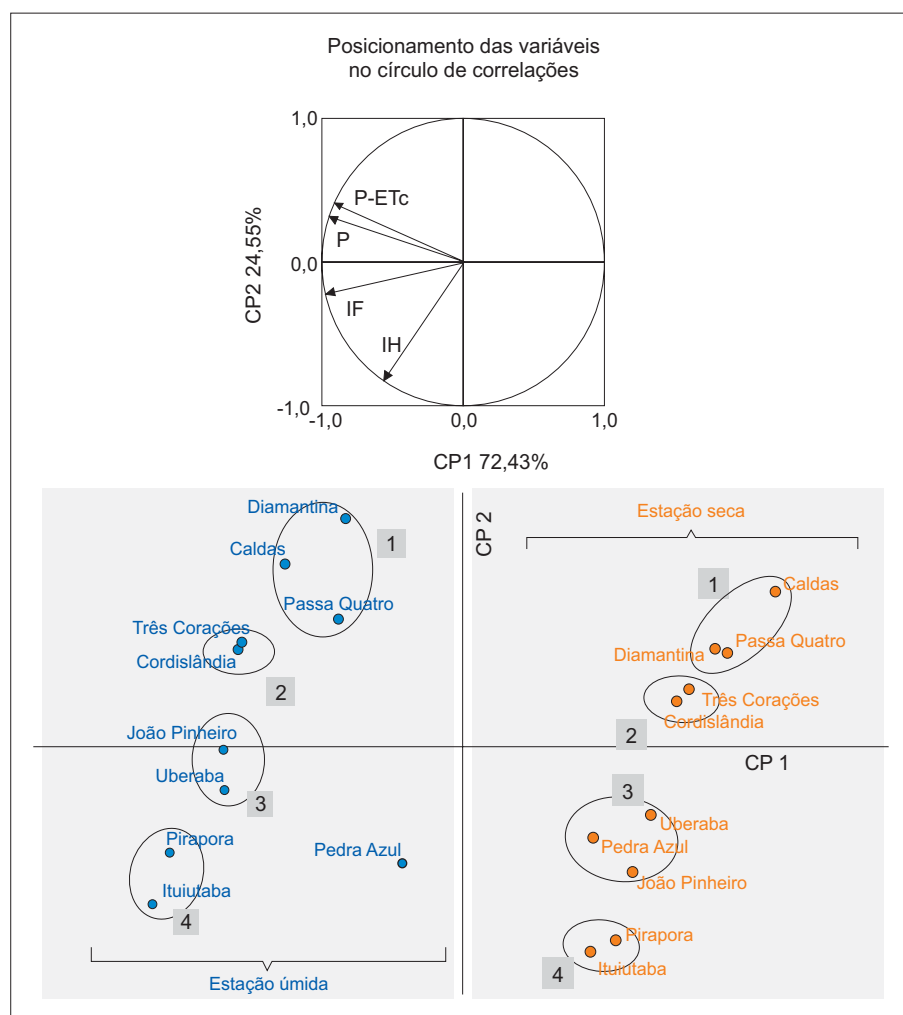 Posicionamento das variáveis
no círculo de correlações
1,0
P-ETc
P
CP2 24,55%
0,0
IF
IH
-1,0
-1,0
0,0
1,0
CP1 72,43%
Diamantina
1
Caldas
Passa Quatro
Três Corações
Cordislândia
2
João Pinheiro
Uberaba
3
Pirapora
Pedra Azul
Ituiutaba
4
Estação úmida
CP 2
Estação seca
1
Caldas
Passa Quatro
Diamantina
Três Corações
Cordislândia
2
CP 1
3
Uberaba
Pedra Azul
João Pinheiro
Pirapora
Ituiutaba
4